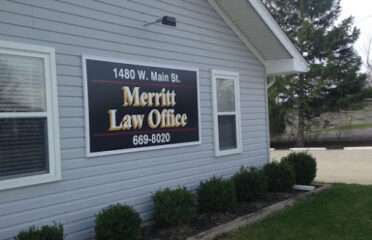 1480 W. Main St.
Merritt
Law Office
669-8020